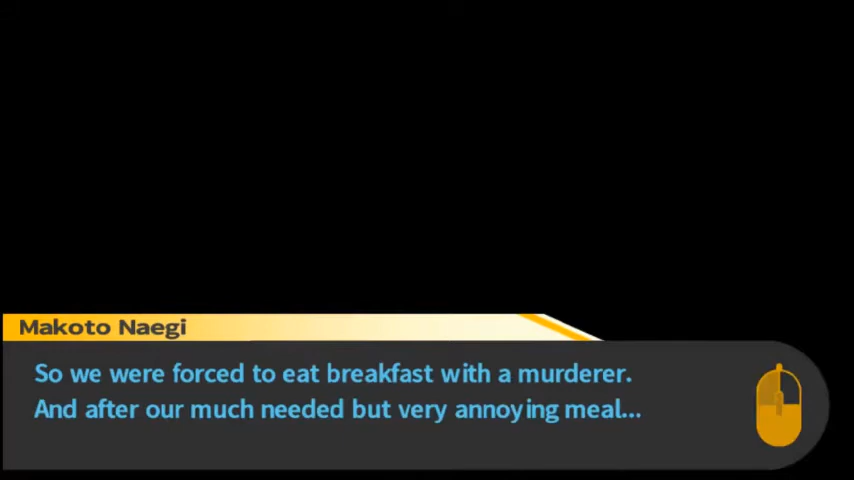 Makoto Naegi
So we were forced to eat breakfast with a murderer.
And after our much needed but very annoying meal...